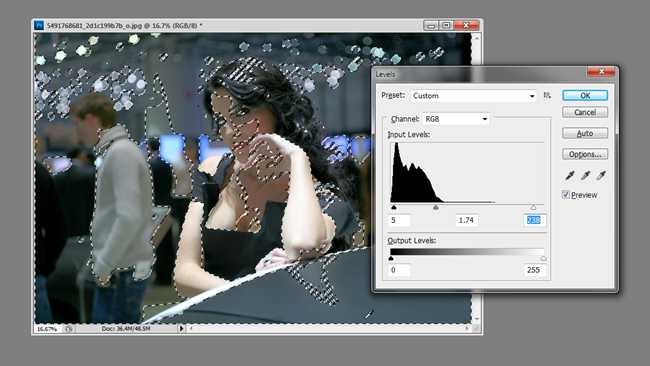 5491768681_2d1c199b7b_o.jpg @ 16.7% (RGB/8) *
16.67%
Doc: 36.4M/48.5M
Levels
Preset: Custom
OK
Channel: RGB
Cancel
Input Levels:
Auto
Options...
Preview
5 1.74 238
Output Levels:
0 255